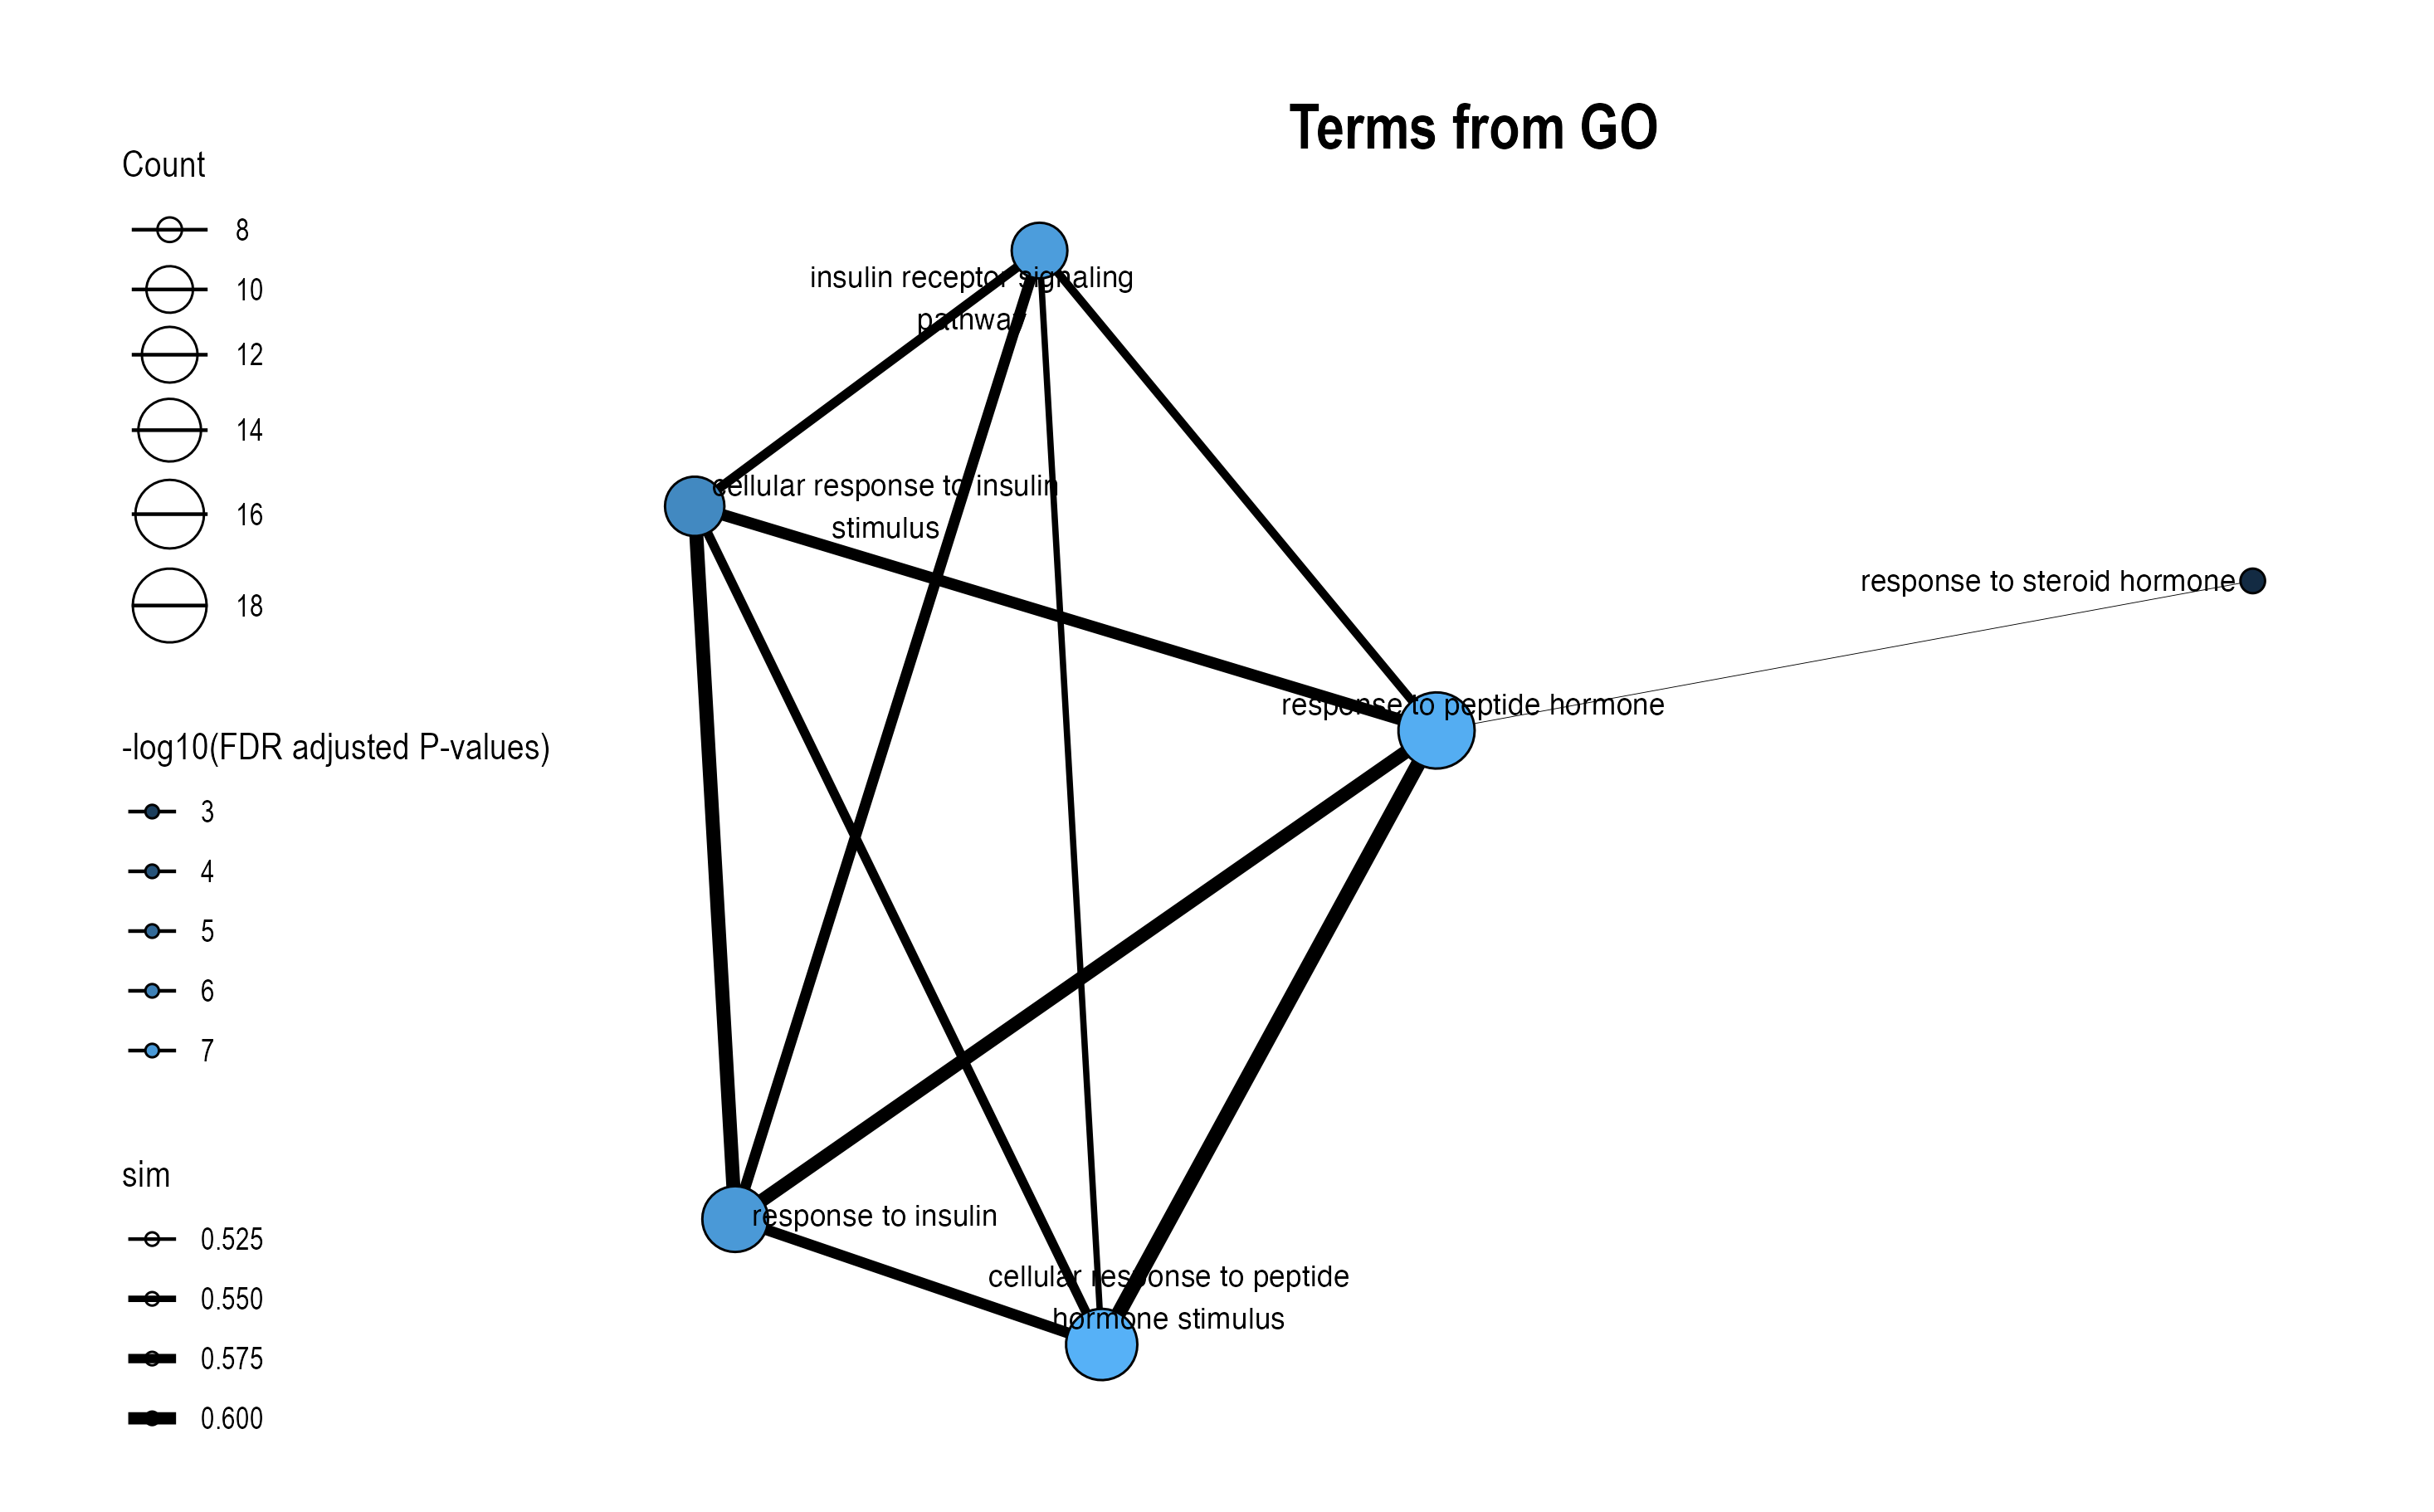 Terms from GO
Count
8
10
12
14
16
18
-log10(FDR adjusted P-values)
3
4
5
6
7
sim
0.525
0.550
0.575
0.600
insulin receptor signaling
pathway
cellular response to insulin
stimulus
response to steroid hormone
response to peptide hormone
response to insulin
cellular response to peptide
hormone stimulus